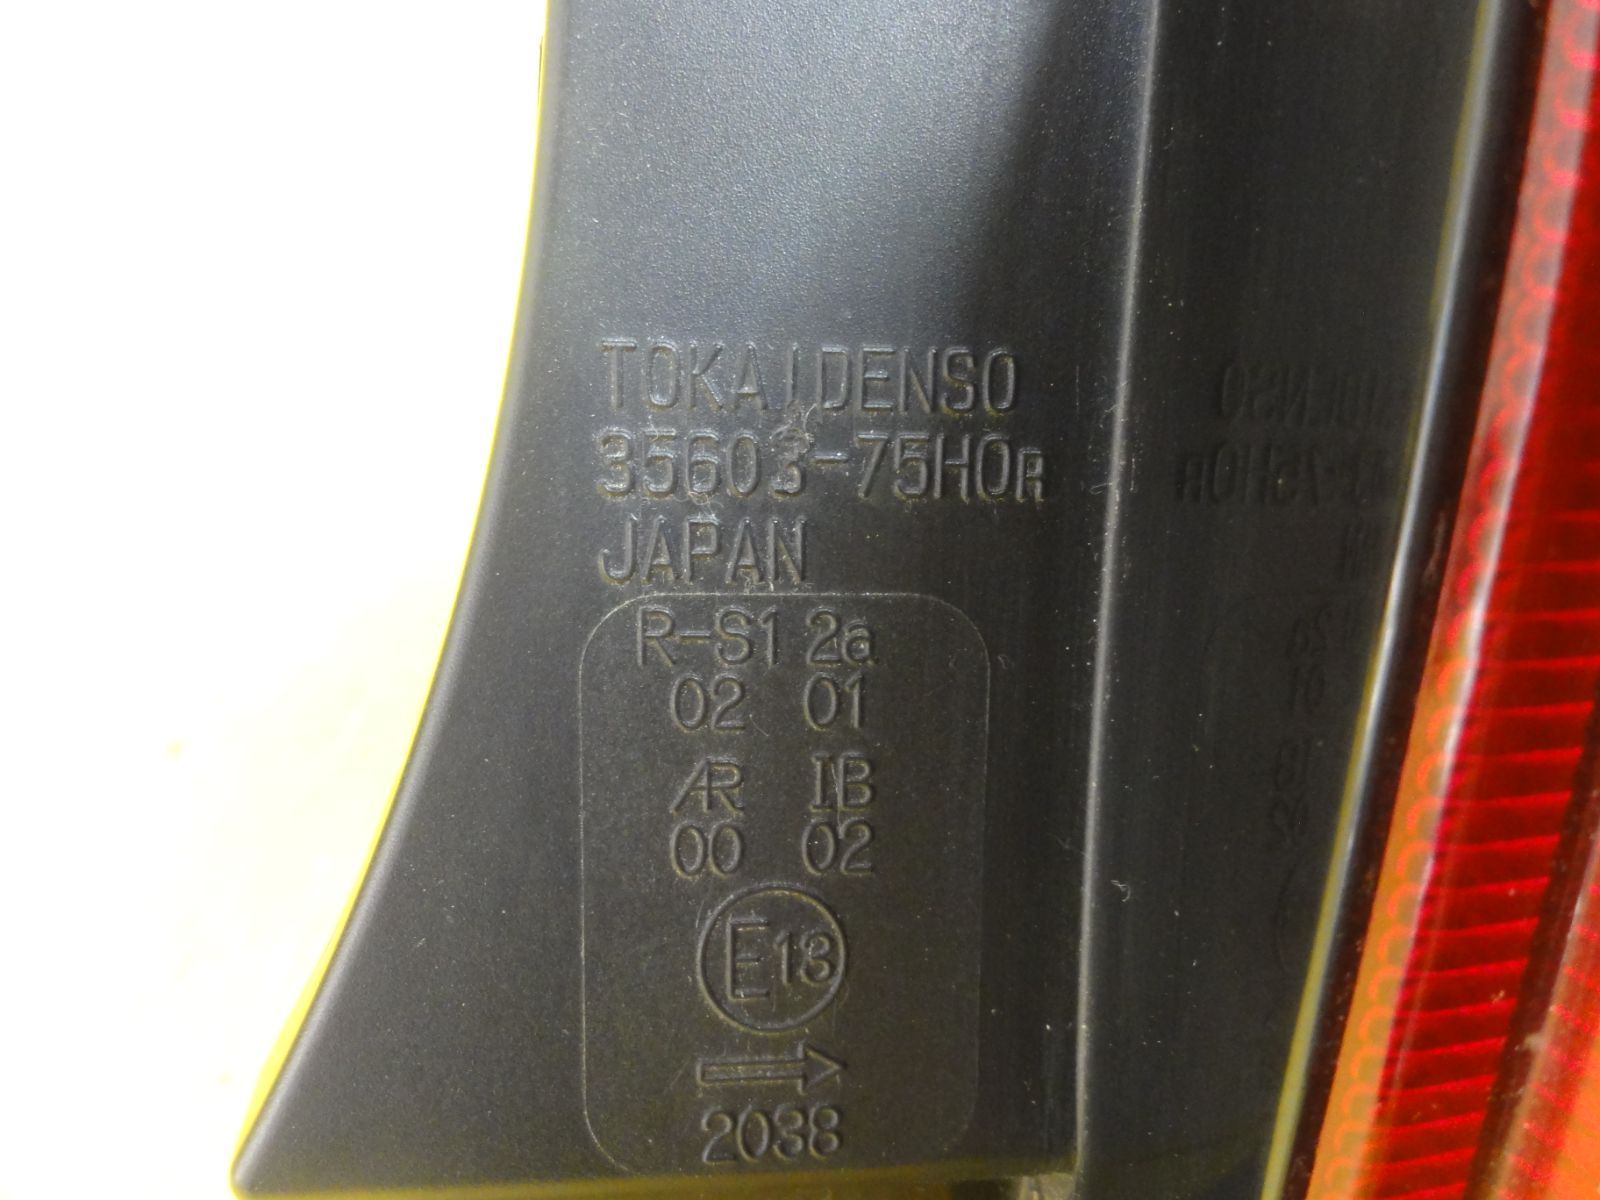 TOKAIDENSO
35603-75H0R
JAPAN
R-S1 2a
02 01
AR IB
00 02
E13
→
2038